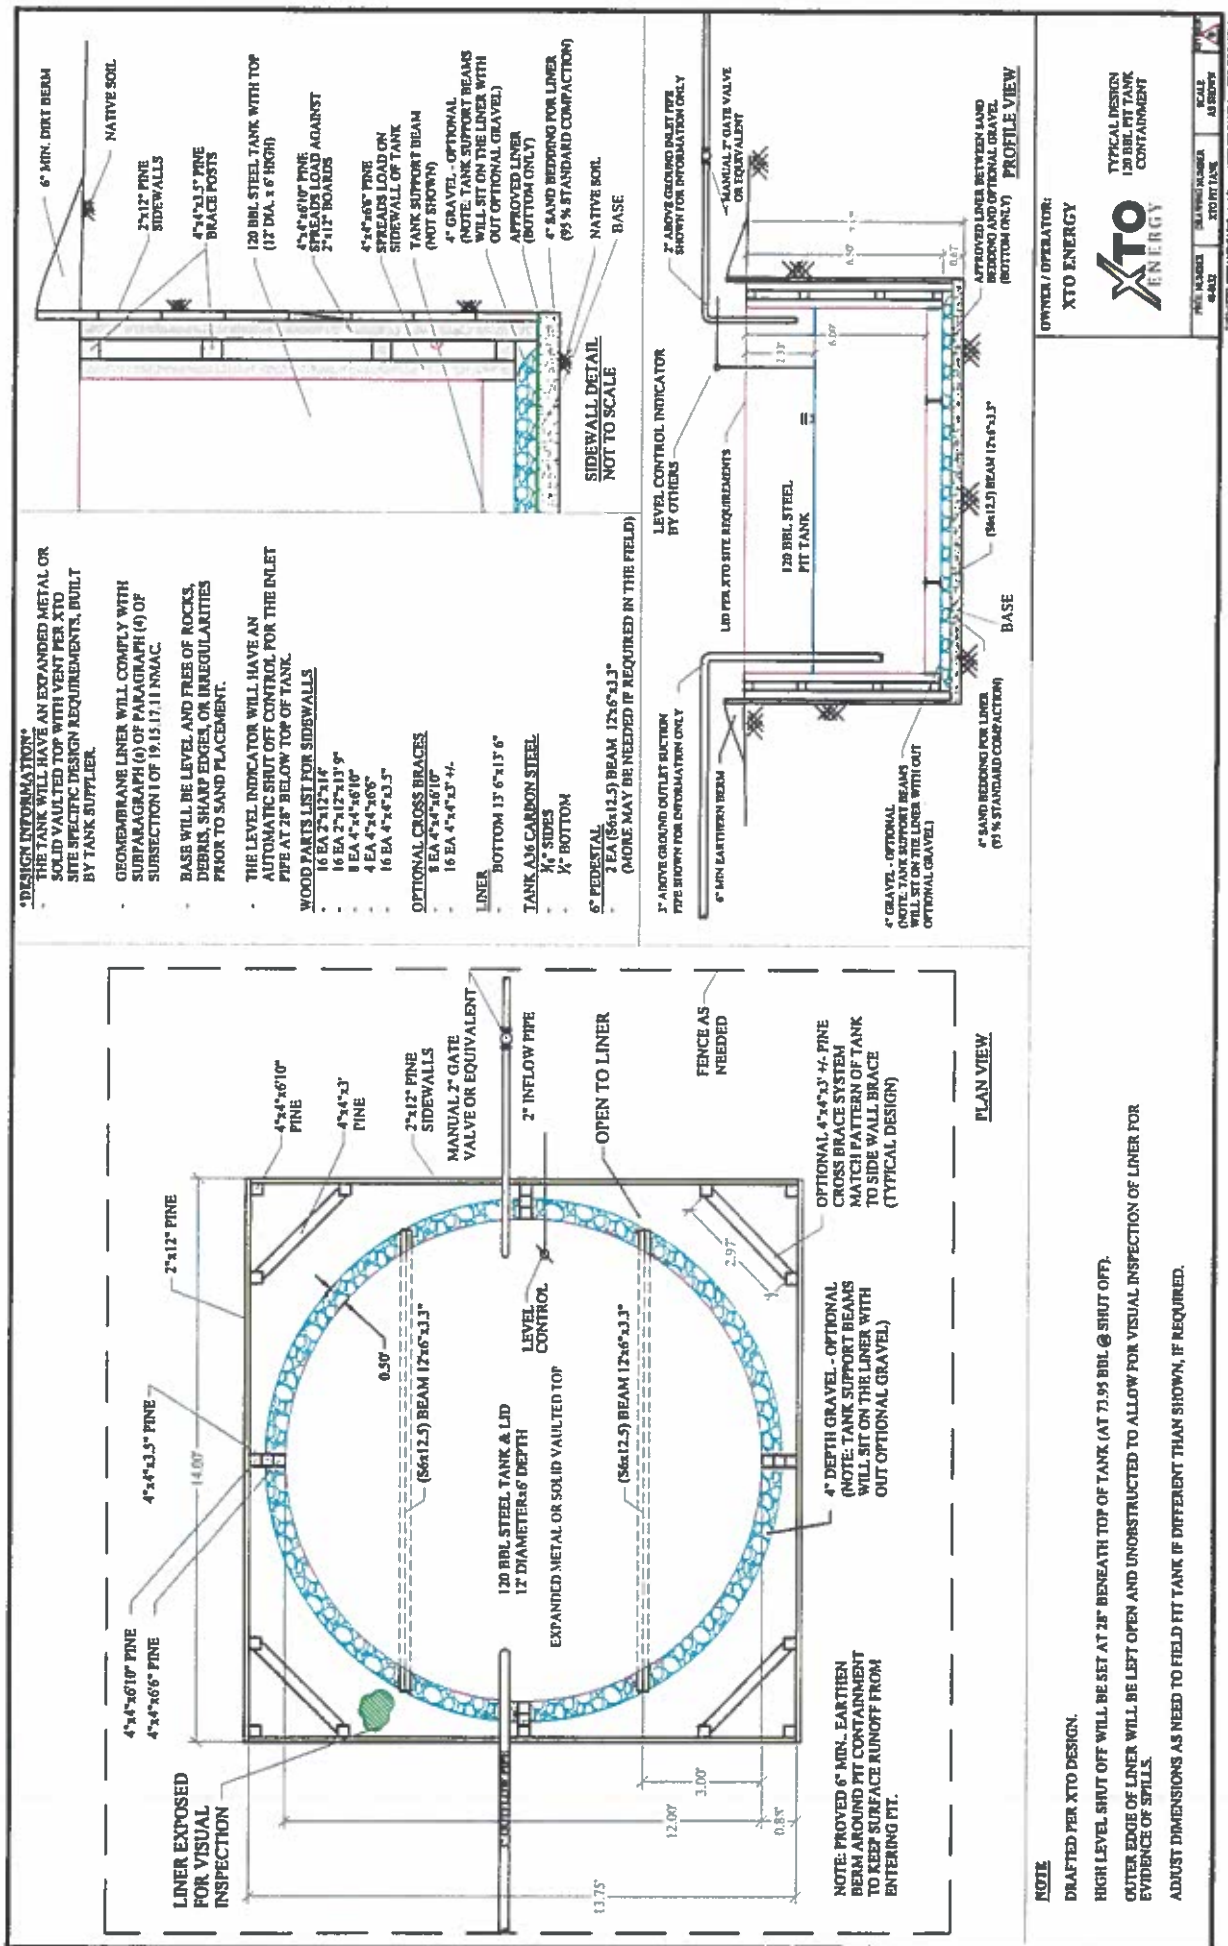 LINER EXPOSED
FOR VISUAL
INSPECTION
4"x4"x6'10" PINE
4"x4"x6'6" PINE
4"x4"x3.5" PINE
2"x12" PINE
4"x4"x6'10"
PINE
4"x4"x3'
PINE
2"x12" PINE
SIDEWALLS
MANUAL 2" GATE
VALVE OR EQUIVALENT
2" INFLOW PIPE
OPEN TO LINER
FENCE AS
NEEDED
14.00'
0.50'
(S6x12.5) BEAM 12'x6"x3.3"
120 BBL STEEL TANK & LID
12' DIAMETERx6' DEPTH
LEVEL
CONTROL
EXPANDED METAL OR SOLID VAULTED TOP
(S6x12.5) BEAM 12'x6"x3.3"
2.97'
13.75'
12.00'
3.00'
OPTIONAL 4"x4"x3' +/- PINE
CROSS BRACE SYSTEM
MATCH PATTERN OF TANK
TO SIDE WALL BRACE
(TYPICAL DESIGN)
4" DEPTH GRAVEL - OPTIONAL
(NOTE: TANK SUPPORT BEAMS
WILL SIT ON THE LINER WITH
OUT OPTIONAL GRAVEL)
NOTE: PROVED 6" MIN. EARTHEN
BERM AROUND PIT CONTAINMENT
TO KEEP SURFACE RUNOFF FROM
ENTERING PIT.
PLAN VIEW
NOTE
DRAFTED PER XTO DESIGN.
HIGH LEVEL SHUT OFF WILL BE SET AT 28" BENEATH TOP OF TANK (AT 73.95 BBL @ SHUT OFF).
OUTER EDGE OF LINER WILL BE LEFT OPEN AND UNOBSTRUCTED TO ALLOW FOR VISUAL INSPECTION OF LINER FOR
EVIDENCE OF SPILLS.
ADJUST DIMENSIONS AS NEED TO FIELD FIT TANK IF DIFFERENT THAN SHOWN, IF REQUIRED.
*DESIGN INFORMATION*
- THE TANK WILL HAVE AN EXPANDED METAL OR
SOLID VAULTED TOP WITH VENT PER XTO
SITE SPECIFIC DESIGN REQUIREMENTS, BUILT
BY TANK SUPPLIER.
- GEOMEMBRANE LINER WILL COMPLY WITH
SUBPARAGRAPH (a) OF PARAGRAPH (4) OF
SUBSECTION I OF 19.15.17.11 NMAC.
- BASE WILL BE LEVEL AND FREE OF ROCKS,
DEBRIS, SHARP EDGES, OR IRREGULARITIES
PRIOR TO SAND PLACEMENT.
- THE LEVEL INDICATOR WILL HAVE AN
AUTOMATIC SHUT OFF CONTROL FOR THE INLET
PIPE AT 28" BELOW TOP OF TANK.
WOOD PARTS LIST FOR SIDEWALLS
- 16 EA 2"x12"x14'
- 16 EA 2"x12"x13'9"
- 8 EA 4"x4"x6'10"
- 4 EA 4"x4"x6'6"
- 16 EA 4"x4"x3.5"
OPTIONAL CROSS BRACES
- 8 EA 4"x4"x6'10"
- 16 EA 4"x4"x3' +/-
LINER
- BOTTOM 13' 6"x13' 6"
TANK A36 CARBON STEEL
- SIDES
- ¼" BOTTOM
6" PEDESTAL
- 2 EA (S6x12.5) BEAM 12'x6"x3.3"
(MORE MAY BE NEEDED IF REQUIRED IN THE FIELD)
6" MIN. DIRT BERM
NATIVE SOIL
2"x12" PINE
SIDEWALLS
4"x4"x3.5" PINE
BRACE POSTS
120 BBL STEEL TANK WITH TOP
(12' DIA. x 6' HIGH)
4"x4"x6'10" PINE
SPREADS LOAD AGAINST
2"x12" BOARDS
4"x4"x6'6" PINE
SPREADS LOAD ON
SIDEWALL OF TANK
TANK SUPPORT BEAM
(NOT SHOWN)
4" GRAVEL - OPTIONAL
(NOTE: TANK SUPPORT BEAMS
WILL SIT ON THE LINER WITH
OUT OPTIONAL GRAVEL)
APPROVED LINER
(BOTTOM ONLY)
4" SAND BEDDING FOR LINER
(95 % STANDARD COMPACTION)
NATIVE SOIL
BASE
SIDEWALL DETAIL
NOT TO SCALE
3" ABOVE GROUND OUTLET SUCTION
PIPE SHOWN FOR INFORMATION ONLY
LEVEL CONTROL INDICATOR
BY OTHERS
2" ABOVE GROUND INLET PIPE
SHOWN FOR INFORMATION ONLY
MANUAL 2" GATE VALVE
OR EQUIVALENT
6" MIN EARTHERN BERM
LID PER XTO SITE REQUIREMENTS
120 BBL STEEL
PIT TANK
2.33'
6.00'
4" GRAVEL - OPTIONAL
(NOTE: TANK SUPPORT BEAMS
WILL SIT ON THE LINER WITH OUT
OPTIONAL GRAVEL)
4" SAND BEDDING FOR LINER
(95 % STANDARD COMPACTION)
BASE
(S6x12.5) BEAM 12'x6"x3.3"
APPROVED LINER BETWEEN SAND
BEDDING AND OPTIONAL GRAVEL
(BOTTOM ONLY)
PROFILE VIEW
OWNER / OPERATOR:
XTO ENERGY
XTO
ENERGY
TYPICAL DESIGN
120 BBL PIT TANK
CONTAINMENT
DRAWING NUMBER
XTO PIT TANK
SCALE
AS SHOWN